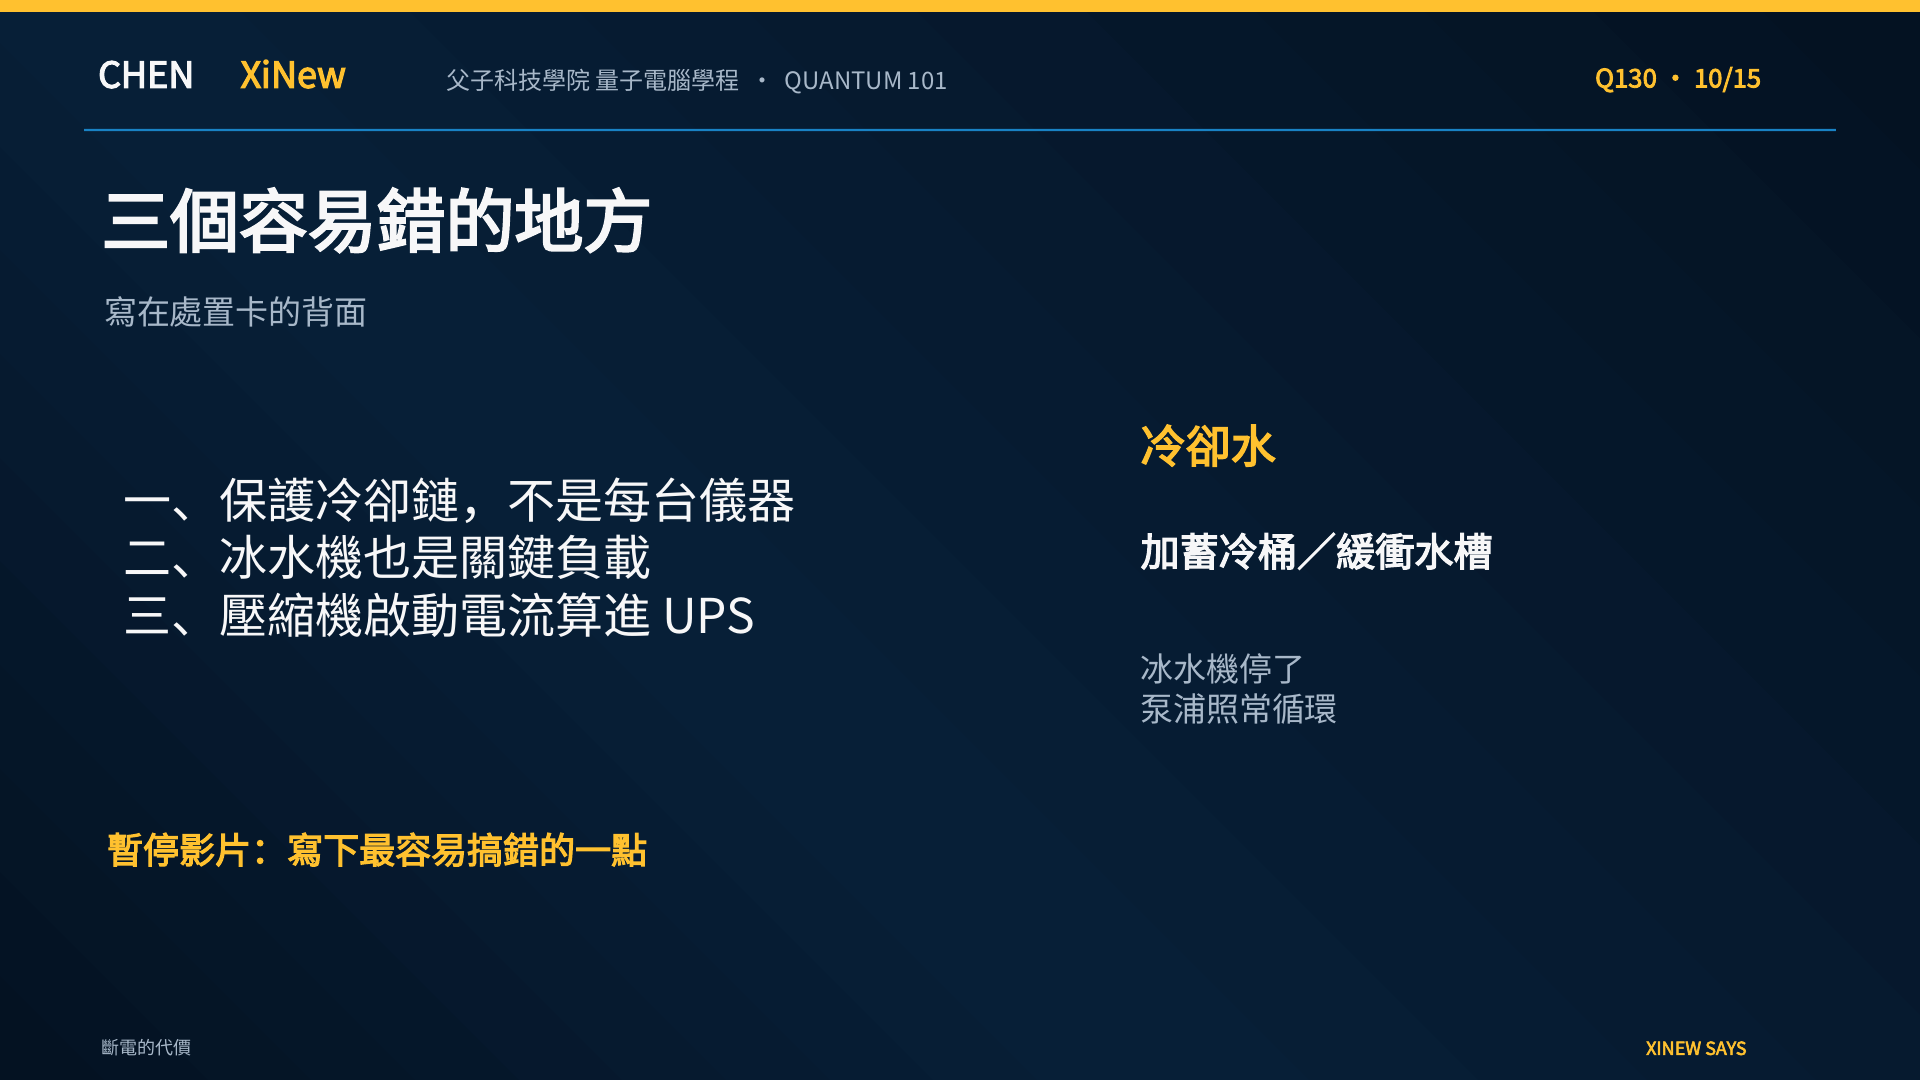 CHEN XiNew 父子科技學院 量子電腦學程 · QUANTUM 101 Q130 · 10/15
三個容易錯的地方
寫在處置卡的背面
一、保護冷卻鏈，不是每台儀器
二、冰水機也是關鍵負載
三、壓縮機啟動電流算進 UPS
冷卻水
加蓄冷桶／緩衝水槽
冰水機停了
泵浦照常循環
暫停影片：寫下最容易搞錯的一點
斷電的代價
XINEW SAYS